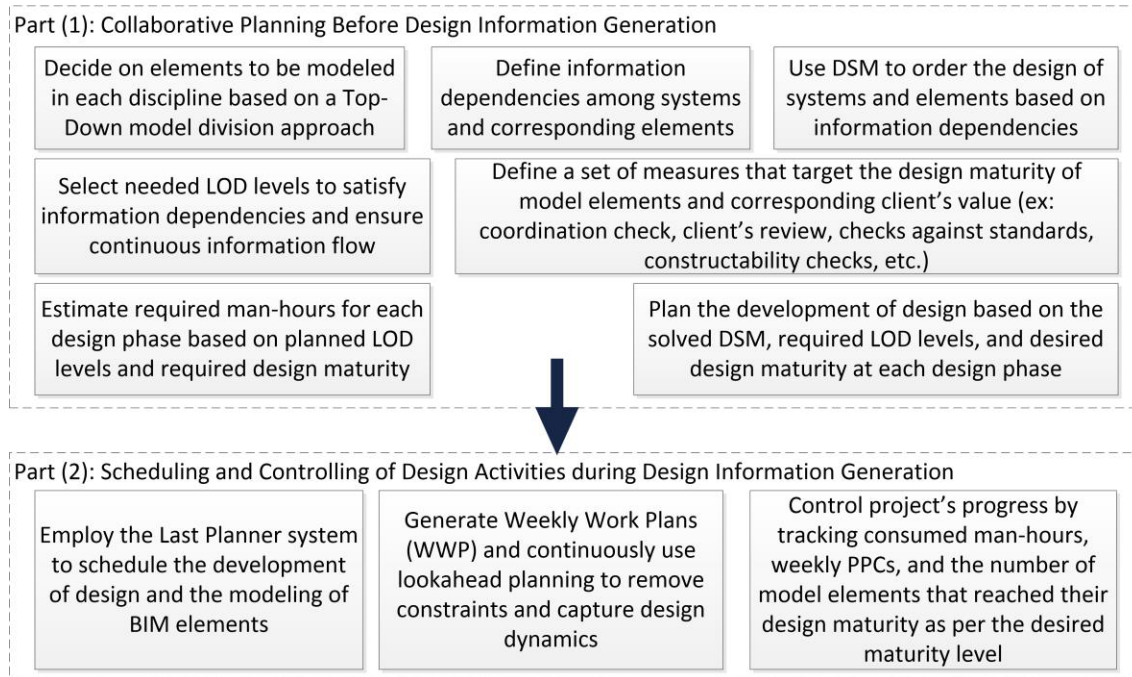 Part (1): Collaborative Planning Before Design Information Generation
Decide on elements to be modeled
in each discipline based on a Top-
Down model division approach
Define information
dependencies among systems
and corresponding elements
Use DSM to order the design of
systems and elements based on
information dependencies
Select needed LOD levels to satisfy
information dependencies and ensure
continuous information flow
Define a set of measures that target the design maturity of
model elements and corresponding client’s value (ex:
coordination check, client’s review, checks against standards,
constructability checks, etc.)
Estimate required man-hours for each
design phase based on planned LOD
levels and required design maturity
Plan the development of design based on the
solved DSM, required LOD levels, and desired
design maturity at each design phase
Part (2): Scheduling and Controlling of Design Activities during Design Information Generation
Employ the Last Planner system
to schedule the development
of design and the modeling of
BIM elements
Generate Weekly Work Plans
(WWP) and continuously use
lookahead planning to remove
constraints and capture design
dynamics
Control project’s progress by
tracking consumed man-hours,
weekly PPCs, and the number of
model elements that reached their
design maturity as per the desired
maturity level